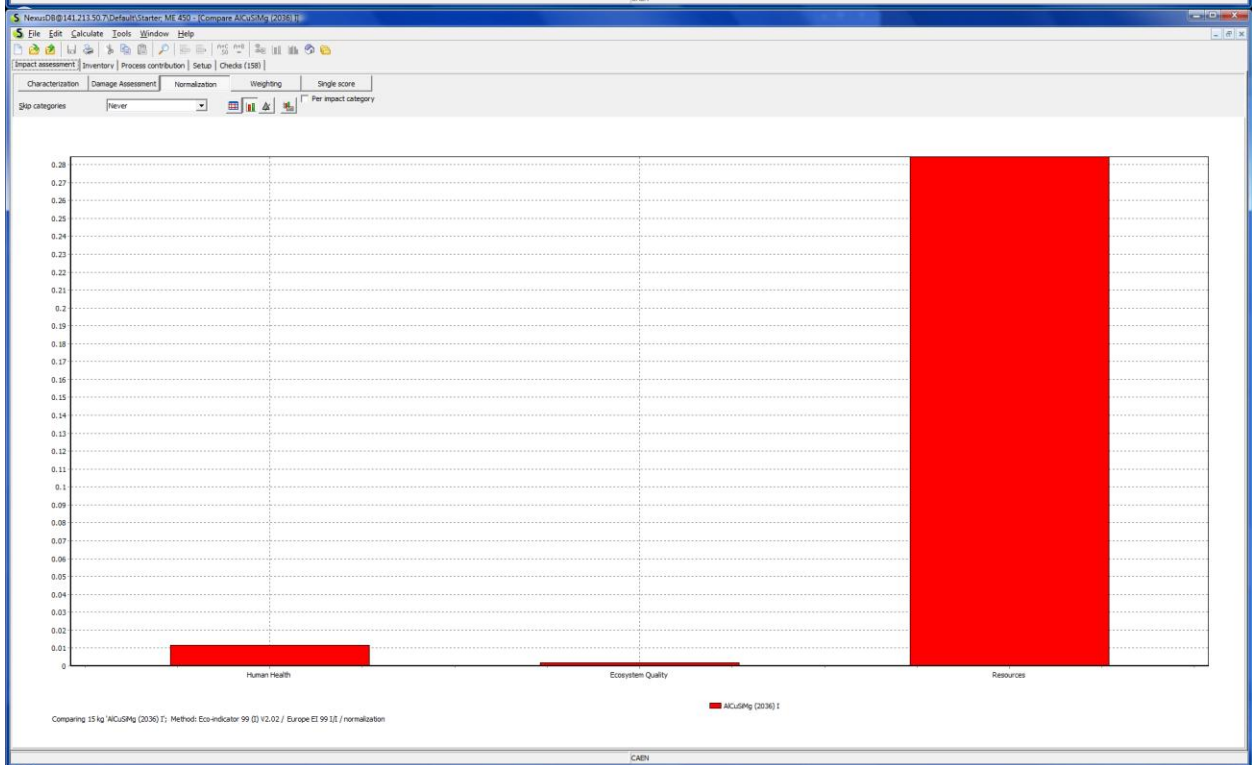 CAEN
NexusDB@141.213.50.7\Default\Starter; ME 450 - [Compare AlCuSiMg (2036) I]
File Edit Calculate Tools Window Help
Impact assessment Inventory Process contribution Setup Checks (158)
Characterization Damage Assessment Normalization Weighting Single score
Skip categories Never Per impact category
0.28
0.27
0.26
0.25
0.24
0.23
0.22
0.21
0.2
0.19
0.18
0.17
0.16
0.15
0.14
0.13
0.12
0.11
0.1
0.09
0.08
0.07
0.06
0.05
0.04
0.03
0.02
0.01
0
Human Health Ecosystem Quality Resources
AlCuSiMg (2036) I
Comparing 15 kg 'AlCuSiMg (2036) I'; Method: Eco-indicator 99 (I) V2.02 / Europe EI 99 I/I / normalization
CAEN